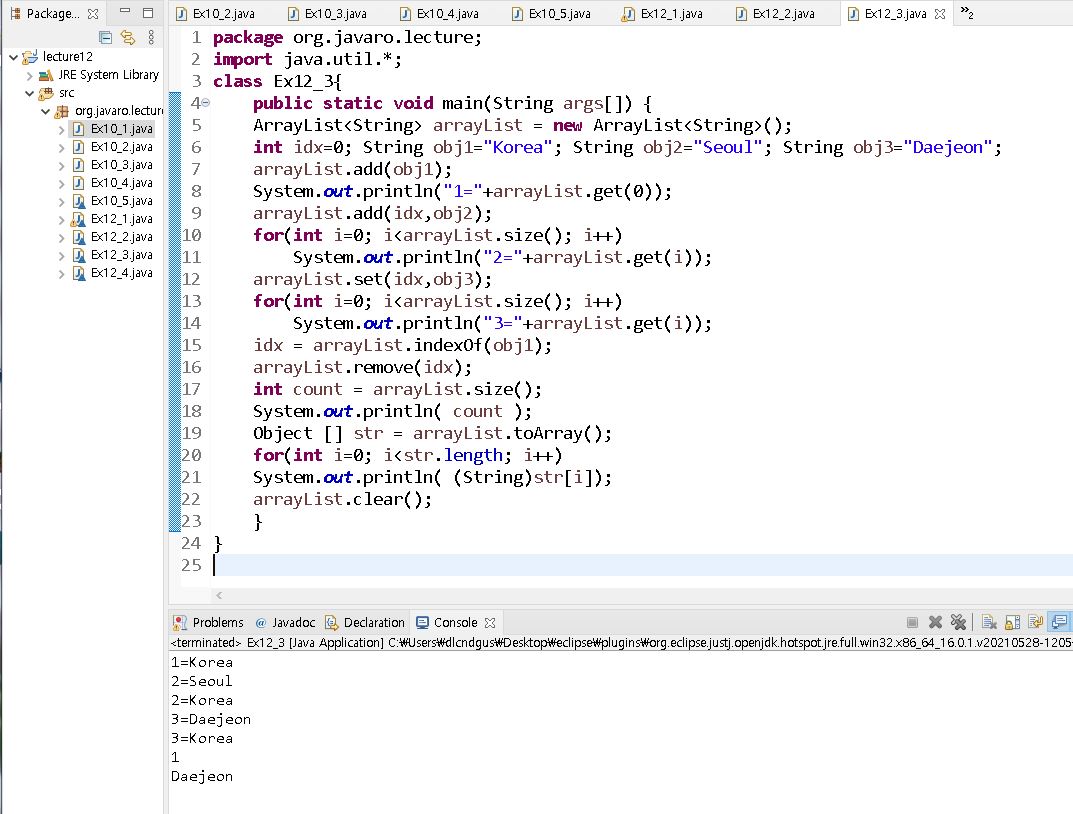 Package...
Ex10_2.java Ex10_3.java Ex10_4.java Ex10_5.java Ex12_1.java Ex12_2.java Ex12_3.java »2
lecture12
JRE System Library
src
org.javaro.lecture
Ex10_1.java
Ex10_2.java
Ex10_3.java
Ex10_4.java
Ex10_5.java
Ex12_1.java
Ex12_2.java
Ex12_3.java
Ex12_4.java
1 package org.javaro.lecture;
2 import java.util.*;
3 class Ex12_3{
4 public static void main(String args[]) {
5 ArrayList<String> arrayList = new ArrayList<String>();
6 int idx=0; String obj1="Korea"; String obj2="Seoul"; String obj3="Daejeon";
7 arrayList.add(obj1);
8 System.out.println("1="+arrayList.get(0));
9 arrayList.add(idx,obj2);
10 for(int i=0; i<arrayList.size(); i++)
11 System.out.println("2="+arrayList.get(i));
12 arrayList.set(idx,obj3);
13 for(int i=0; i<arrayList.size(); i++)
14 System.out.println("3="+arrayList.get(i));
15 idx = arrayList.indexOf(obj1);
16 arrayList.remove(idx);
17 int count = arrayList.size();
18 System.out.println( count );
19 Object [] str = arrayList.toArray();
20 for(int i=0; i<str.length; i++)
21 System.out.println( (String)str[i]);
22 arrayList.clear();
23 }
24 }
25
Problems @ Javadoc Declaration Console
<terminated> Ex12_3 [Java Application] C:₩Users₩dlcndgus₩Desktop₩eclipse₩plugins₩org.eclipse.justj.openjdk.hotspot.jre.full.win32.x86_64_16.0.1.v20210528-1205
1=Korea
2=Seoul
2=Korea
3=Daejeon
3=Korea
1
Daejeon